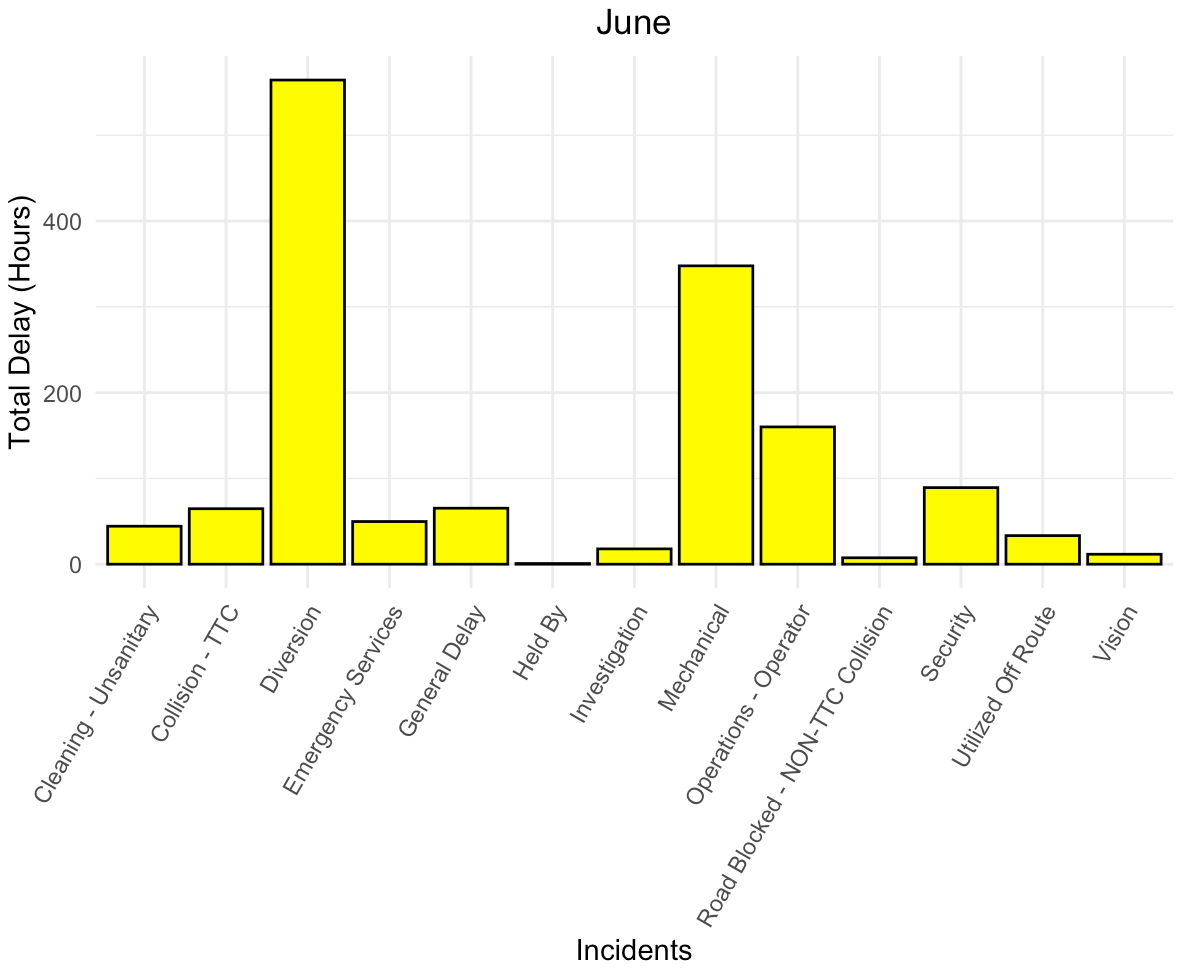 June
Total Delay (Hours)
400
200
0
Cleaning - Unsanitary
Collision - TTC
Diversion
Emergency Services
General Delay
Held By
Investigation
Mechanical
Operations - Operator
Road Blocked - NON-TTC Collision
Security
Utilized Off Route
Vision
Incidents